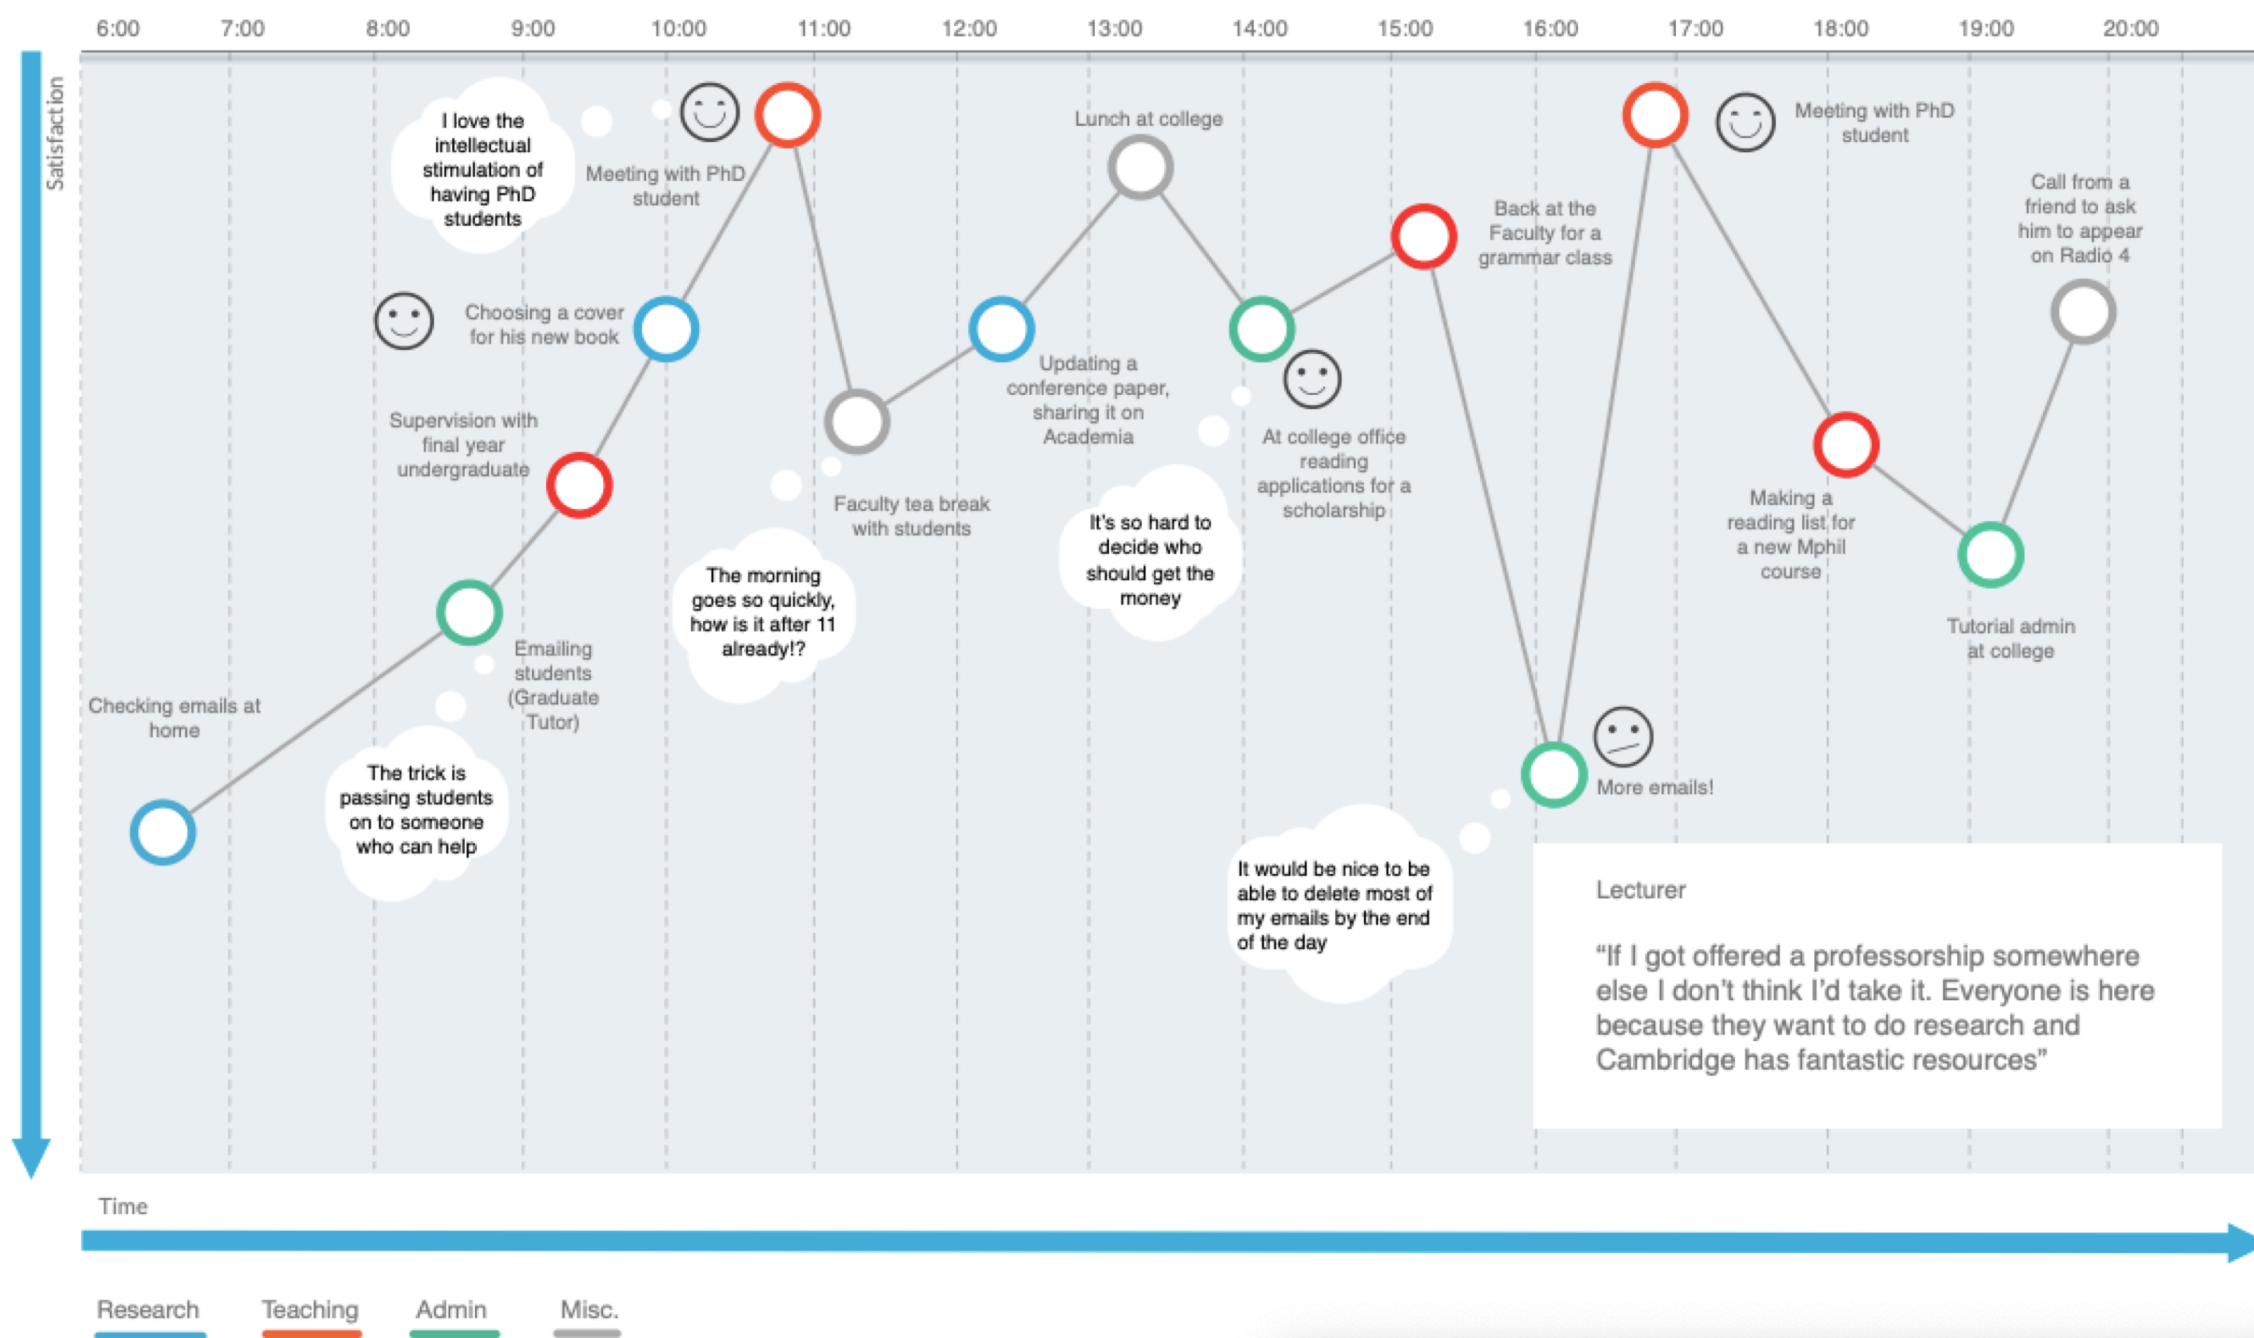 6:00 7:00 8:00 9:00 10:00 11:00 12:00 13:00 14:00 15:00 16:00 17:00 18:00 19:00 20:00
Satisfaction
I love the
intellectual
stimulation of
having PhD
students
Meeting with PhD
student
Lunch at college
Meeting with PhD
student
Call from a
friend to ask
him to appear
on Radio 4
Back at the
Faculty for a
grammar class
Choosing a cover
for his new book
Updating a
conference paper,
sharing it on
Academia
Supervision with
final year
undergraduate
At college office
reading
applications for a
scholarship
Faculty tea break
with students
Making a
reading list for
a new Mphil
course
It's so hard to
decide who
should get the
money
The morning
goes so quickly,
how is it after 11
already!?
Tutorial admin
at college
Emailing
students
(Graduate
Tutor)
Checking emails at
home
The trick is
passing students
on to someone
who can help
More emails!
It would be nice to be
able to delete most of
my emails by the end
of the day
Lecturer
“If I got offered a professorship somewhere
else I don’t think I’d take it. Everyone is here
because they want to do research and
Cambridge has fantastic resources”
Time
Research Teaching Admin Misc.